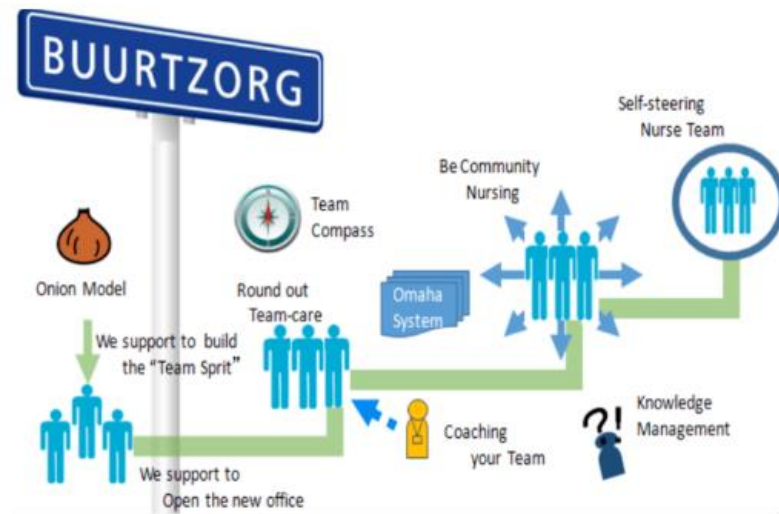 BUURTZORG
Self-steering
Nurse Team
Be Community
Nursing
Team
Compass
Onion Model
Round out
Team-care
Omaha
System
We support to build
the “Team Sprit”
Coaching
your Team
?!
Knowledge
Management
We support to
Open the new office